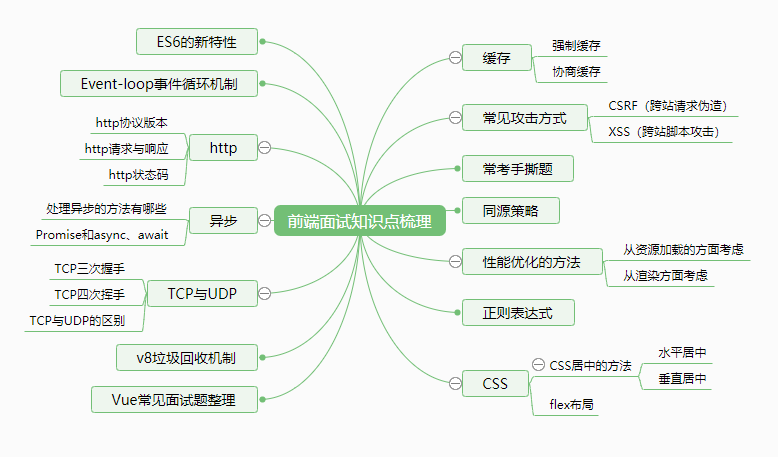 前端面试知识点梳理
ES6的新特性
Event-loop事件循环机制
http
http协议版本
http请求与响应
http状态码
异步
处理异步的方法有哪些
Promise和async、await
TCP与UDP
TCP三次握手
TCP四次挥手
TCP与UDP的区别
v8垃圾回收机制
Vue常见面试题整理
缓存
强制缓存
协商缓存
常见攻击方式
CSRF（跨站请求伪造）
XSS（跨站脚本攻击）
常考手撕题
同源策略
性能优化的方法
从资源加载的方面考虑
从渲染方面考虑
正则表达式
CSS
CSS居中的方法
水平居中
垂直居中
flex布局